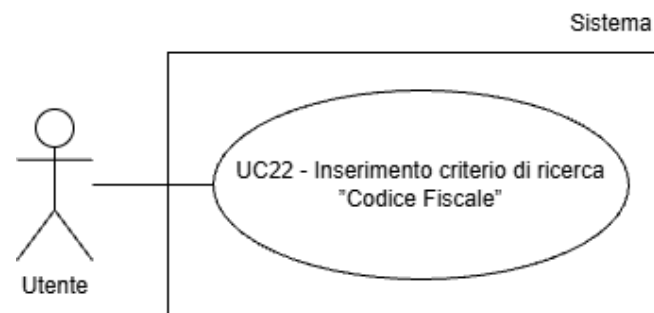 Sistema
UC22 - Inserimento criterio di ricerca
"Codice Fiscale"
Utente